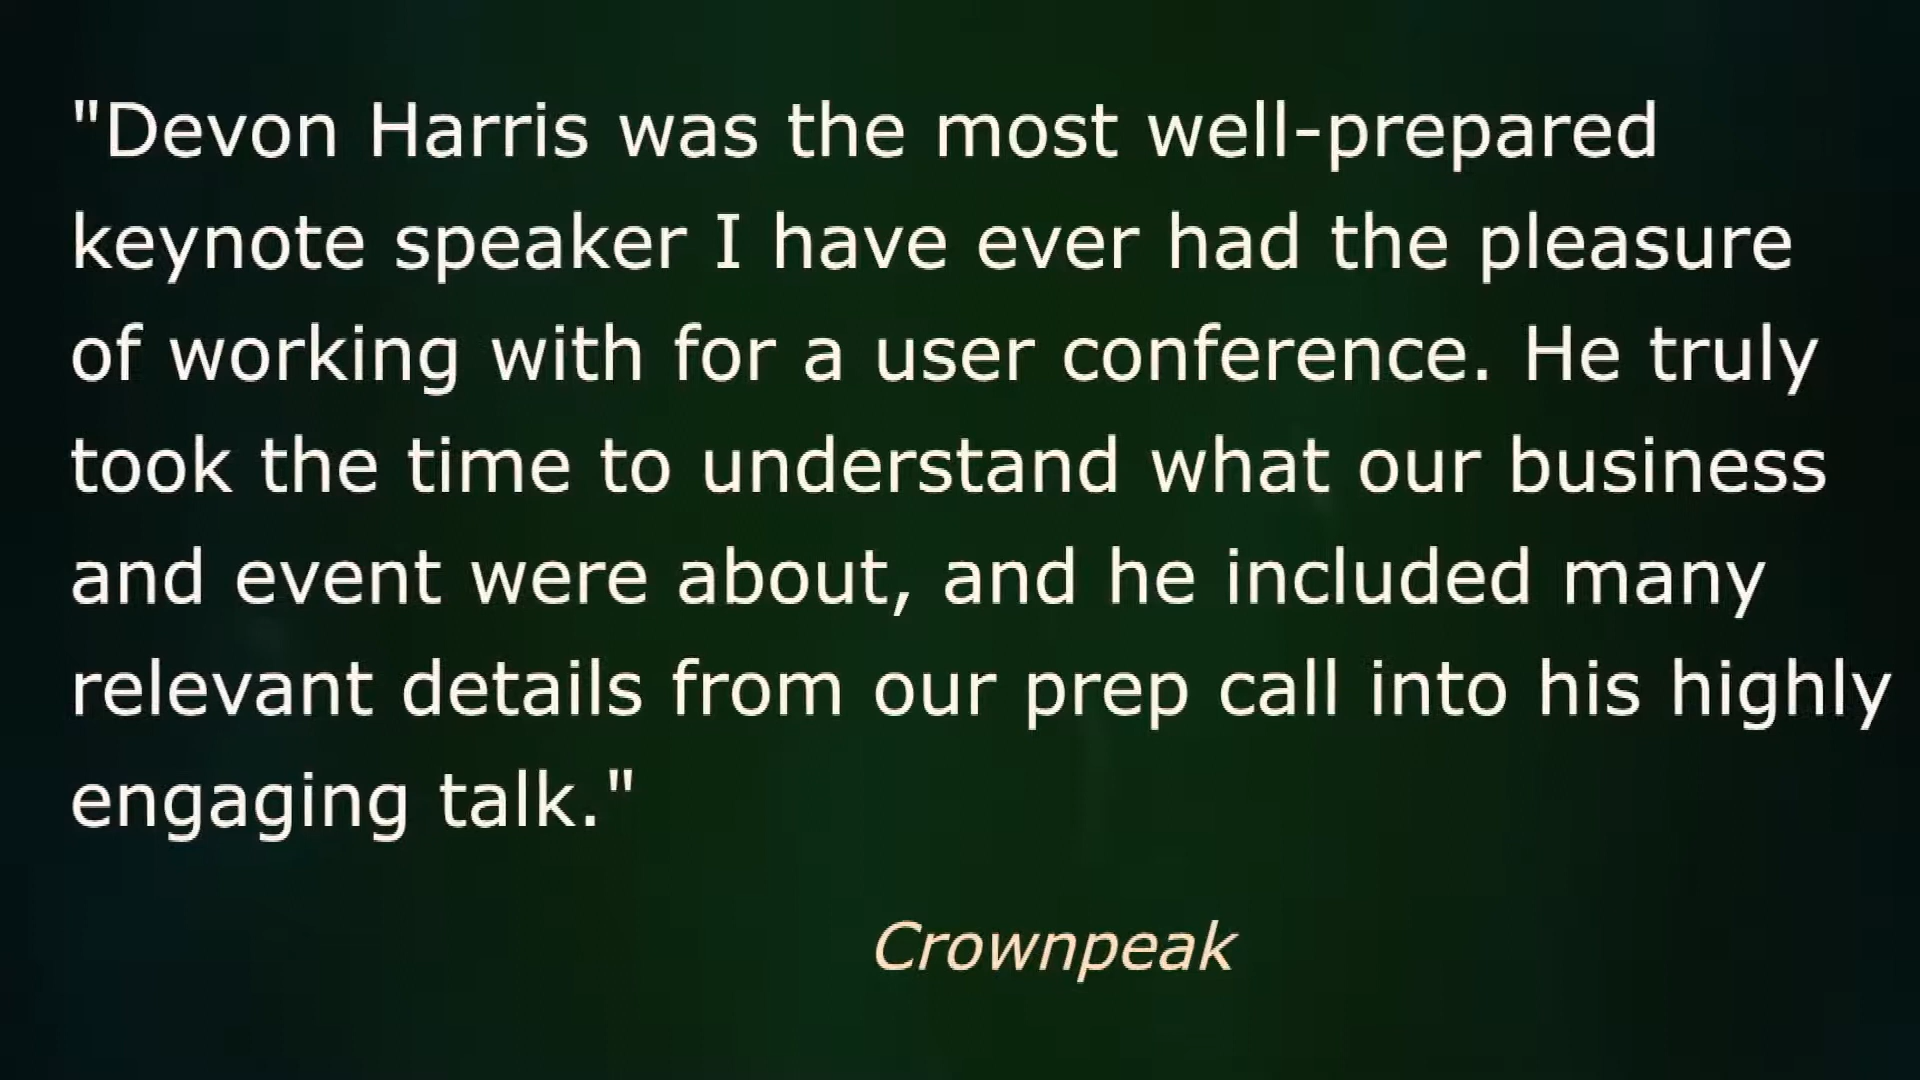 "Devon Harris was the most well-prepared
keynote speaker I have ever had the pleasure
of working with for a user conference. He truly
took the time to understand what our business
and event were about, and he included many
relevant details from our prep call into his highly
engaging talk."
Crownpeak